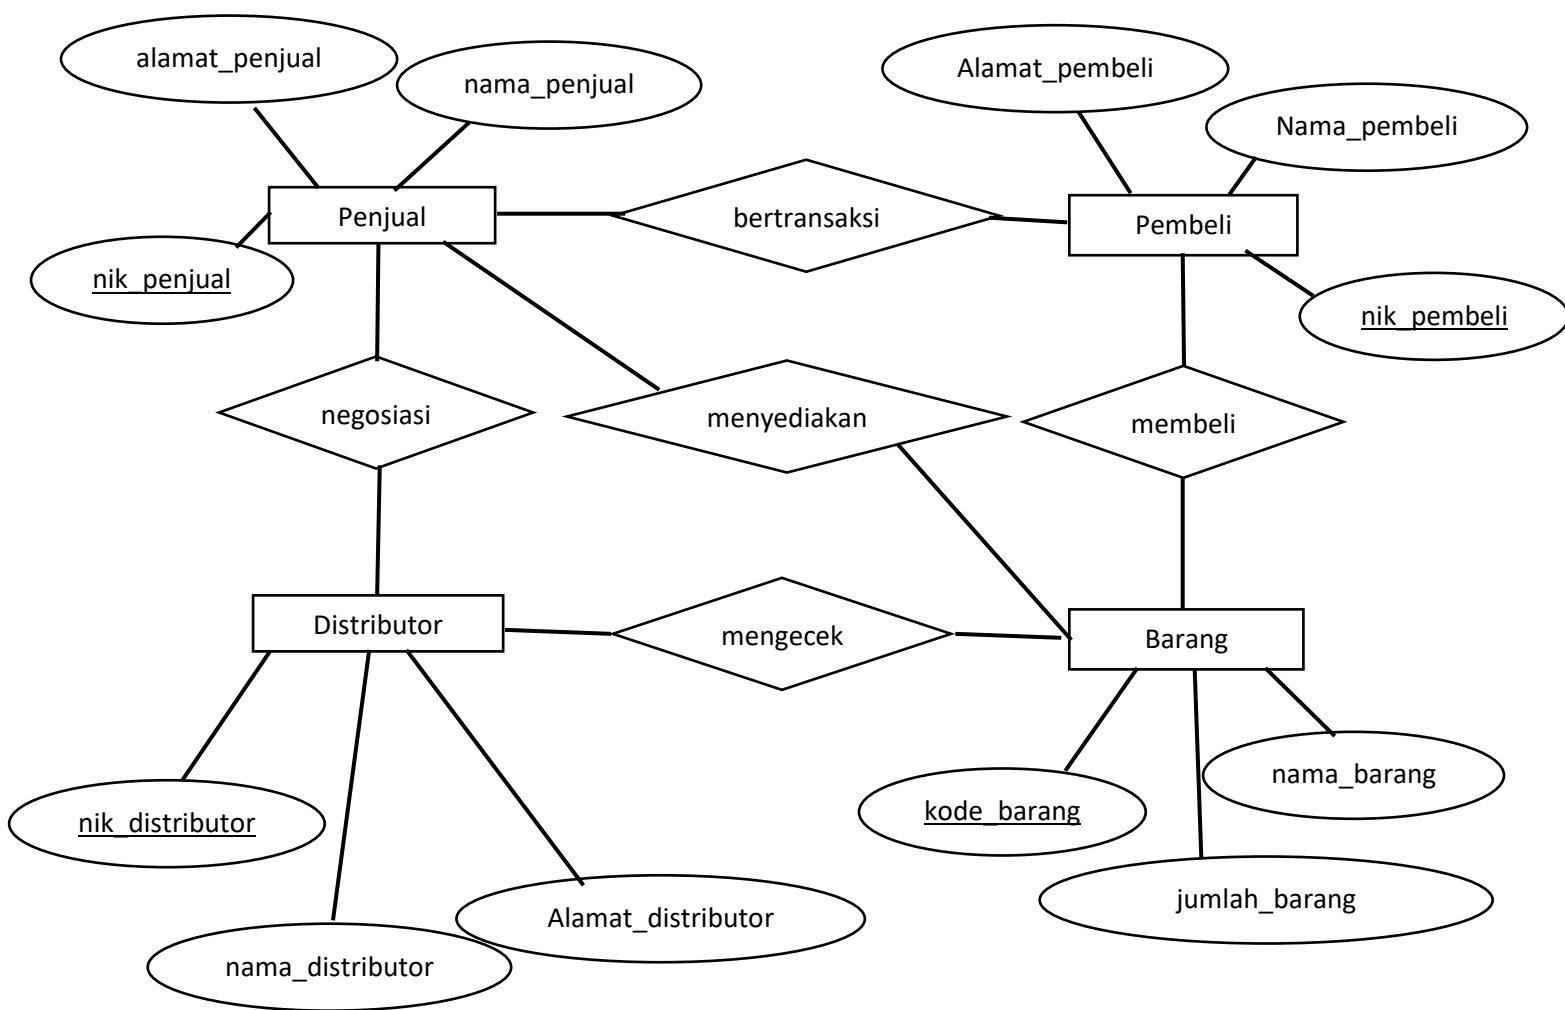 alamat_penjual
nama_penjual
Alamat_pembeli
Nama_pembeli
Penjual
bertransaksi
Pembeli
nik_penjual
nik_pembeli
negosiasi
menyediakan
membeli
Distributor
mengecek
Barang
nik_distributor
kode_barang
nama_barang
Alamat_distributor
jumlah_barang
nama_distributor